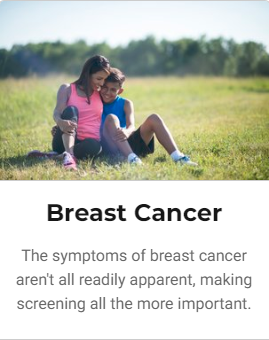 Breast Cancer
The symptoms of breast cancer
aren't all readily apparent, making
screening all the more important.